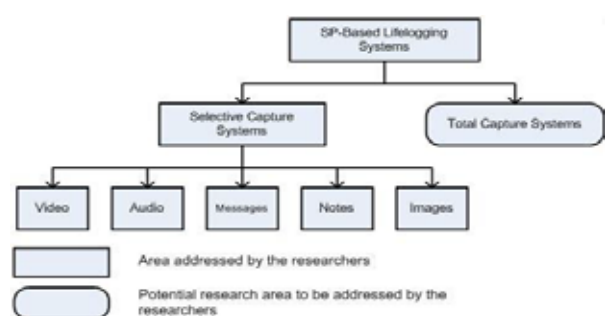 SP-Based Lifelogging
Systems
Selective Capture
Systems
Total Capture Systems
Video
Audio
Messages
Notes
Images
Area addressed by the researchers
Potential research area to be addressed by the
researchers